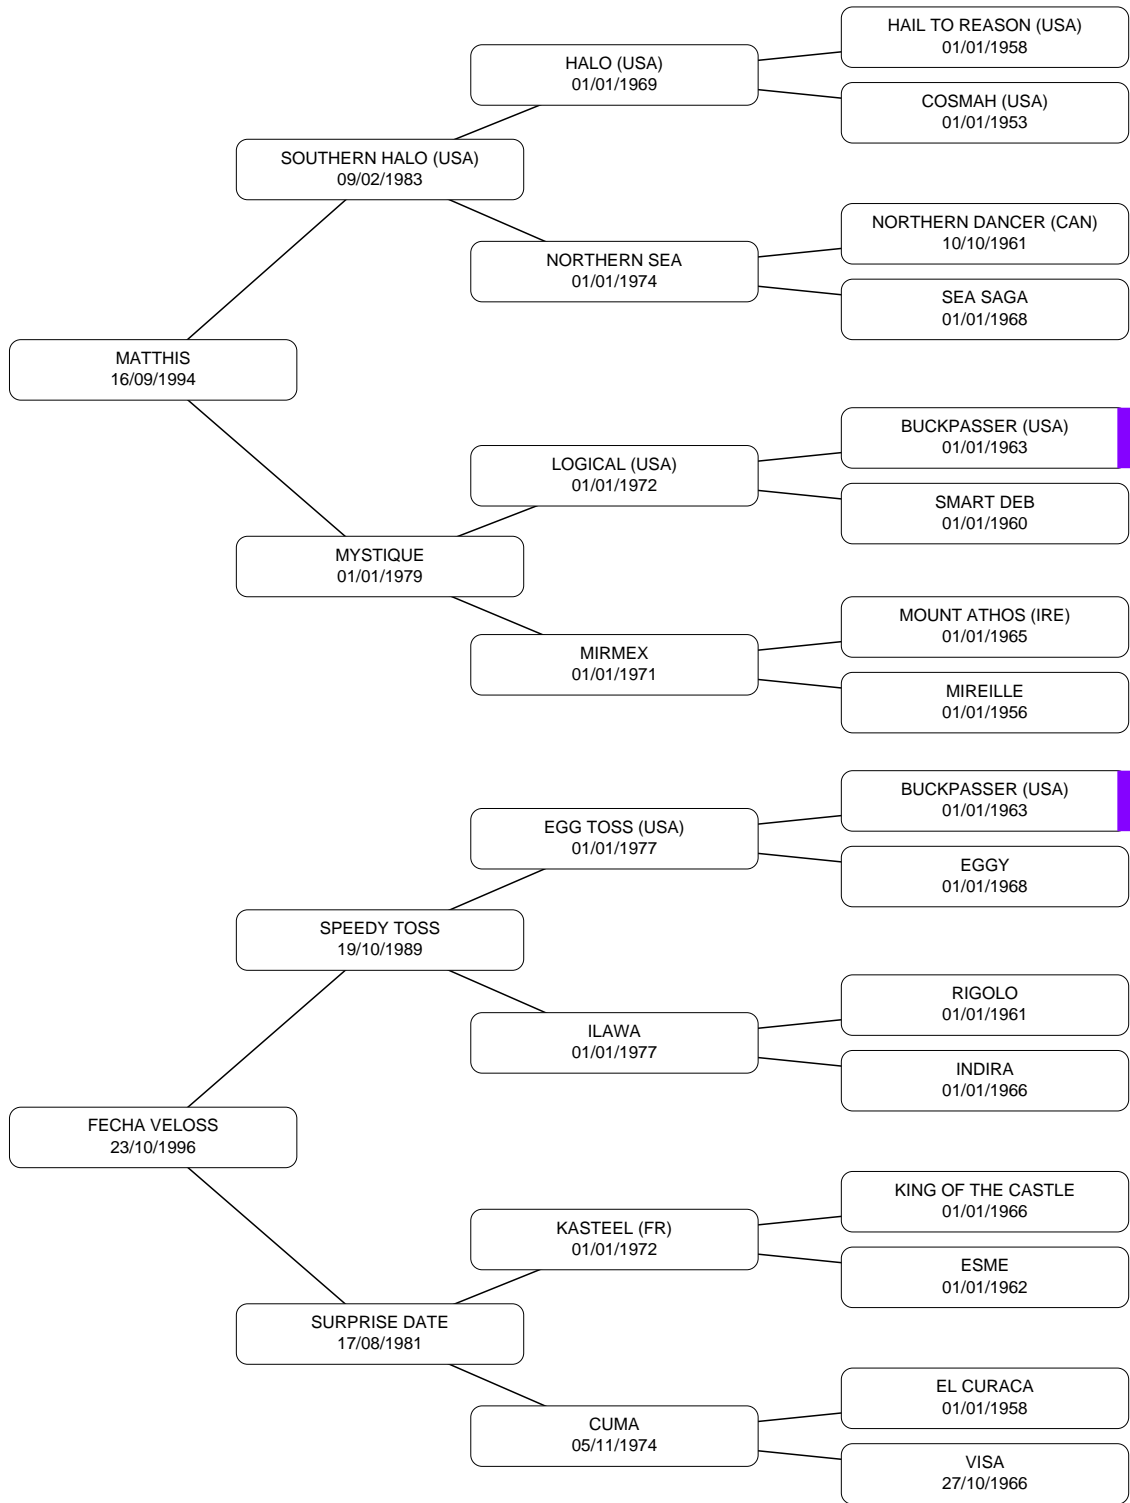 HAIL TO REASON (USA)
01/01/1958
HALO (USA)
01/01/1969
COSMAH (USA)
01/01/1953
SOUTHERN HALO (USA)
09/02/1983
NORTHERN DANCER (CAN)
10/10/1961
NORTHERN SEA
01/01/1974
SEA SAGA
01/01/1968
MATTHIS
16/09/1994
BUCKPASSER (USA)
01/01/1963
LOGICAL (USA)
01/01/1972
SMART DEB
01/01/1960
MYSTIQUE
01/01/1979
MOUNT ATHOS (IRE)
01/01/1965
MIRMEX
01/01/1971
MIREILLE
01/01/1956
BUCKPASSER (USA)
01/01/1963
EGG TOSS (USA)
01/01/1977
EGGY
01/01/1968
SPEEDY TOSS
19/10/1989
RIGOLO
01/01/1961
ILAWA
01/01/1977
INDIRA
01/01/1966
FECHA VELOSS
23/10/1996
KING OF THE CASTLE
01/01/1966
KASTEEL (FR)
01/01/1972
ESME
01/01/1962
SURPRISE DATE
17/08/1981
EL CURACA
01/01/1958
CUMA
05/11/1974
VISA
27/10/1966